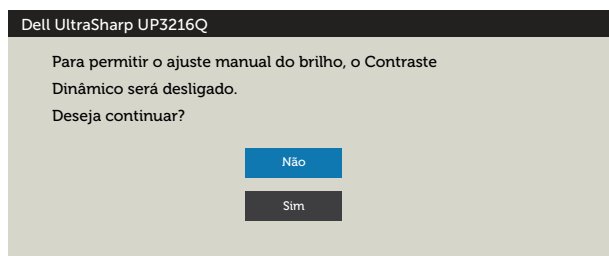 Dell UltraSharp UP3216Q
Para permitir o ajuste manual do brilho, o Contraste
Dinâmico será desligado.
Deseja continuar?
Não
Sim